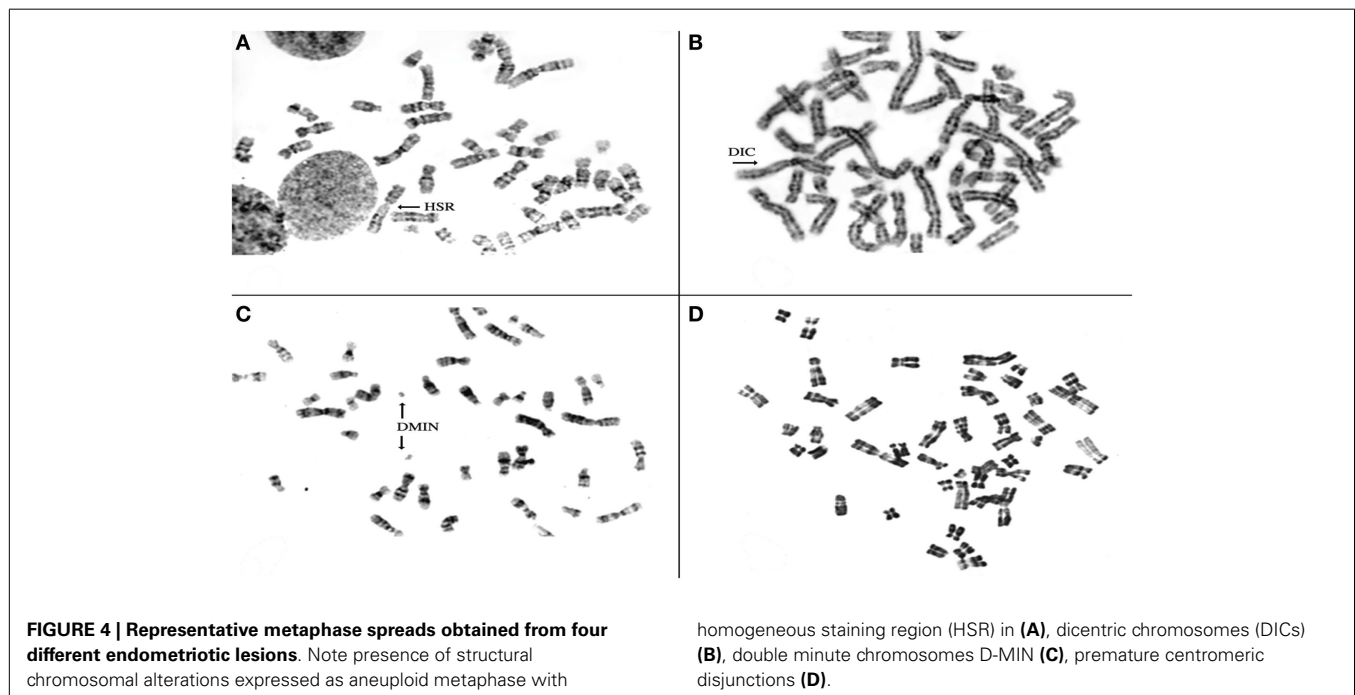 A
HSR
B
DIC
C
DMIN
D
FIGURE 4 | Representative metaphase spreads obtained from four
different endometriotic lesions. Note presence of structural
chromosomal alterations expressed as aneuploid metaphase with
homogeneous staining region (HSR) in (A), dicentric chromosomes (DICs)
(B), double minute chromosomes D-MIN (C), premature centromeric
disjunctions (D).